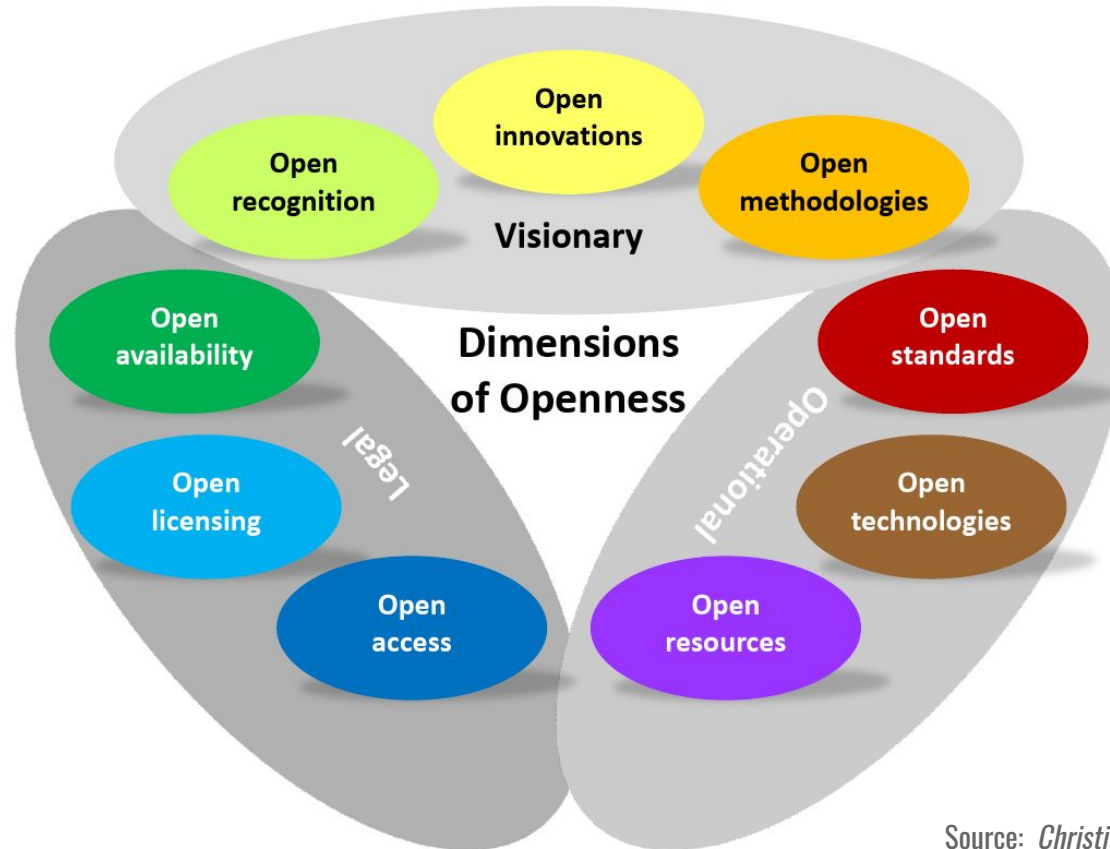 Open
innovations
Open
recognition
Open
methodologies
Visionary
Open
availability
Dimensions
of Openness
Open
standards
Legal
Operational
Open
licensing
Open
technologies
Open
access
Open
resources
Source: Christi